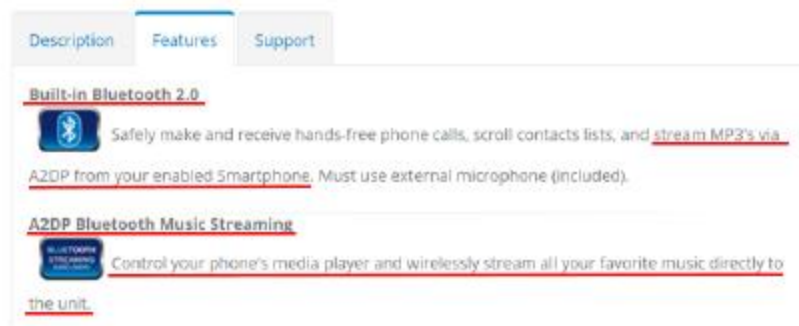 Description Features Support
Built-in Bluetooth 2.0
Safely make and receive hands-free phone calls, scroll contacts lists, and stream MP3's via
A2DP from your enabled Smartphone. Must use external microphone (included).
A2DP Bluetooth Music Streaming
BLUETOOTH
STREAMING
Control your phone's media player and wirelessly stream all your favorite music directly to
the unit.